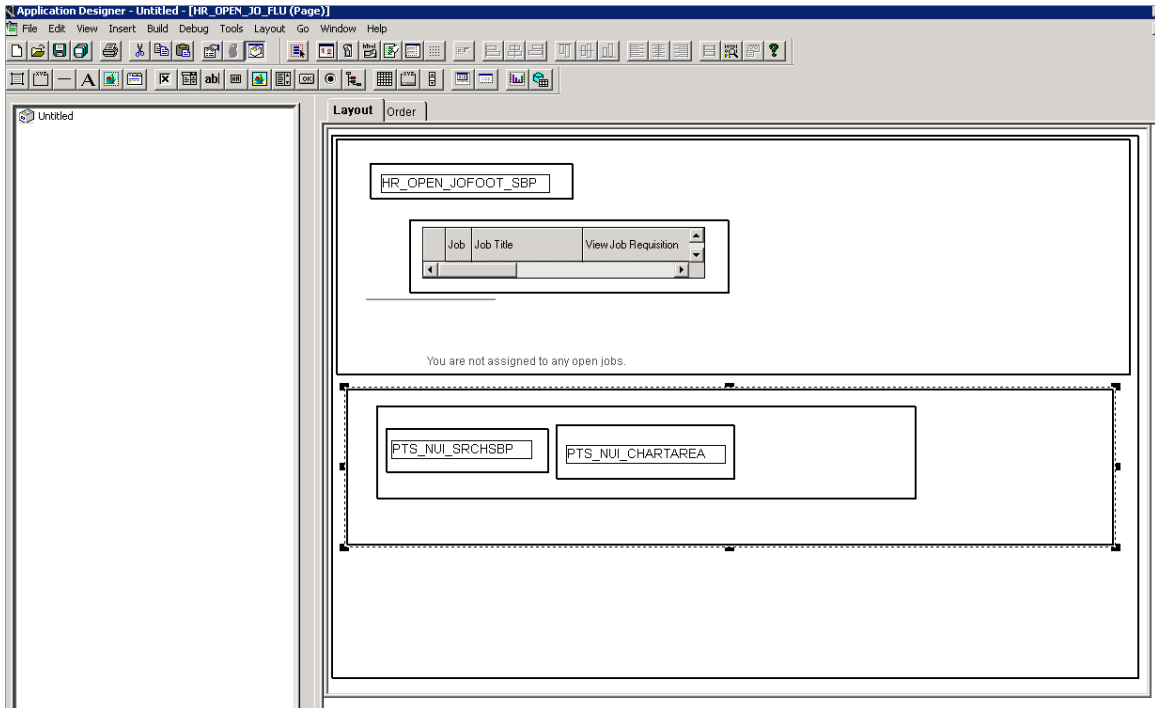 Application Designer - Untitled - [HR_OPEN_JO_FLU (Page)]
File Edit View Insert Build Debug Tools Layout Go Window Help
Untitled
Layout Order
HR_OPEN_JOFOOT_SBP
Job Job Title View Job Requisition
You are not assigned to any open jobs.
PTS_NUI_SRCHSBP
PTS_NUI_CHARTAREA